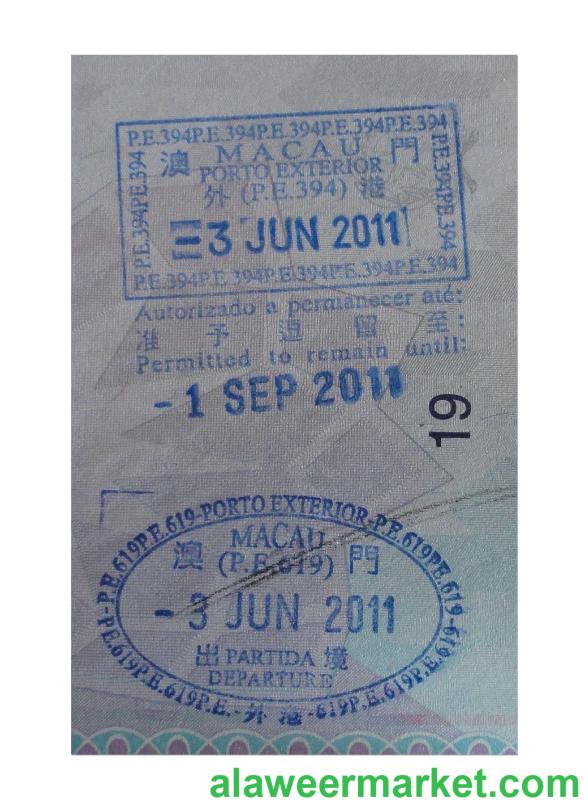 P.E.394P.E.394P.E.394P.E.394P.E.394
澳 MACAU 門
PORTO EXTERIOR
外 (P.E.394) 港
P.E.394PE.394
P.E.394PE.394
3 JUN 2011
P.E.394P.E.394P.E.394P.E.394P.E.394
Autorizado a permanecer até:
准 予 逗 留 至:
Permitted to remain until:
- 1 SEP 2011
19
-P.E.619P.E.619-PORTO EXTERIOR-P.E.619P.E.619-
澳 MACAU 門
(P.E.619)
- 3 JUN 2011
出 PARTIDA 境
DEPARTURE
-P.E.619P.E.619P.E.- 外 港 -619P.E.619P.E.619-
alaweermarket.com